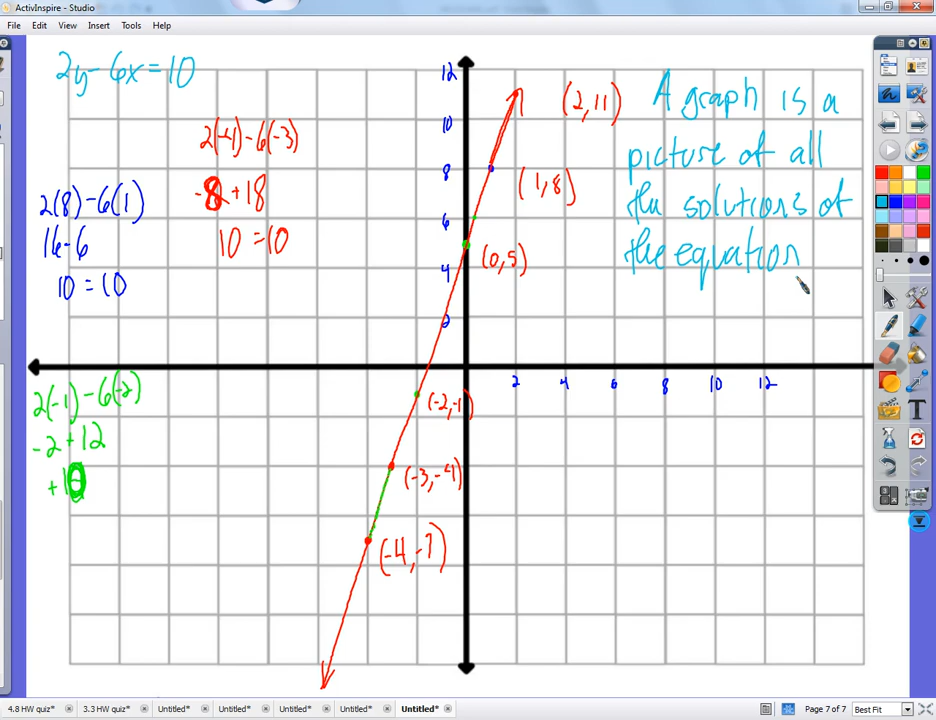 ActivInspire - Studio
File Edit View Insert Tools Help
2y-6x=10
2(-4)-6(-3)
-8+18
10=10
2(8)-6(1)
16-6
10=10
2(-1)-6(-2)
-2+12
+10
12
10
8
6
4
2
2 4 6 8 10 12
(2,11)
(1,8)
(0,5)
(-2,-1)
(-3,-4)
(-4,-7)
A graph is a
picture of all
the solutions of
the equation
4.8 HW quiz* 3.3 HW quiz* Untitled* Untitled* Untitled* Untitled* Untitled*
Page 7 of 7 Best Fit